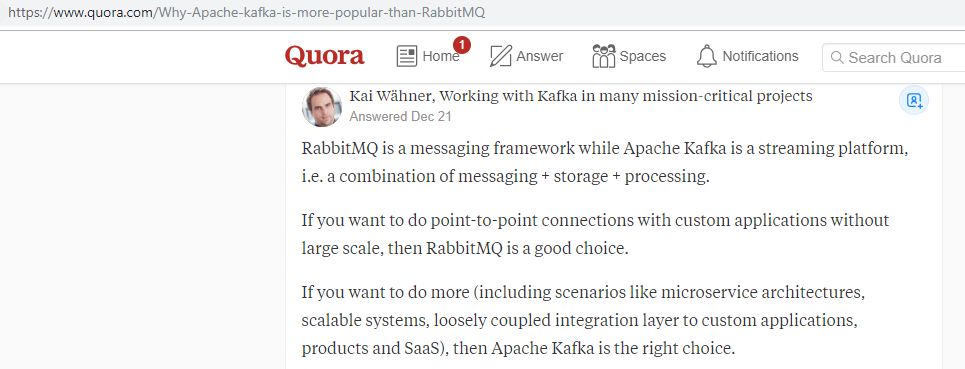 https://www.quora.com/Why-Apache-kafka-is-more-popular-than-RabbitMQ
Quora Home 1 Answer Spaces Notifications Search Quora
Kai Wähner, Working with Kafka in many mission-critical projects
Answered Dec 21
RabbitMQ is a messaging framework while Apache Kafka is a streaming platform,
i.e. a combination of messaging + storage + processing.
If you want to do point-to-point connections with custom applications without
large scale, then RabbitMQ is a good choice.
If you want to do more (including scenarios like microservice architectures,
scalable systems, loosely coupled integration layer to custom applications,
products and SaaS), then Apache Kafka is the right choice.